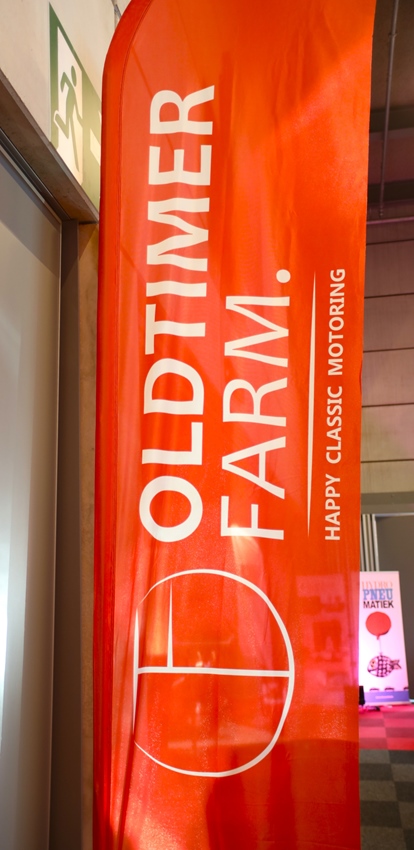 OLDTIMER
FARM.
HAPPY CLASSIC MOTORING
PNEU
MATIEK